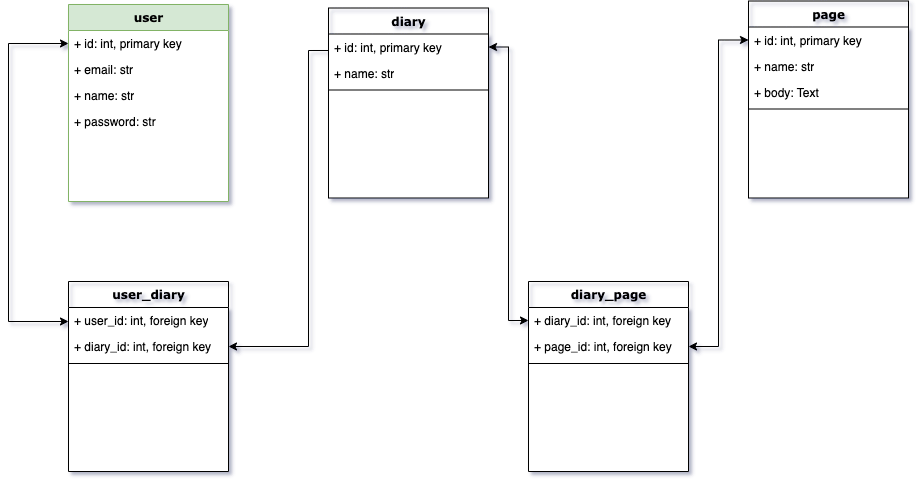 user
+ id: int, primary key
+ email: str
+ name: str
+ password: str
diary
+ id: int, primary key
+ name: str
page
+ id: int, primary key
+ name: str
+ body: Text
user_diary
+ user_id: int, foreign key
+ diary_id: int, foreign key
diary_page
+ diary_id: int, foreign key
+ page_id: int, foreign key